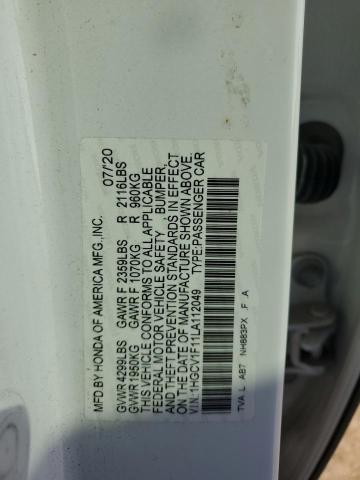 MFD BY HONDA OF AMERICA MFG., INC. 07/'20
GVWR 4299LBS GAWR F 2359LBS R 2116LBS
GVWR 1950KG GAWR F 1070KG R 960KG
THIS VEHICLE CONFORMS TO ALL APPLICABLE
FEDERAL MOTOR VEHICLE SAFETY BUMPER,
AND THEFT PREVENTION STANDARDS IN EFFECT
ON THE DATE OF MANUFACTURE SHOWN ABOVE.
V.I.N.:1HGCV1F11LA112049 TYPE:PASSENGER CAR
TVA L AB7 NH883PX F A